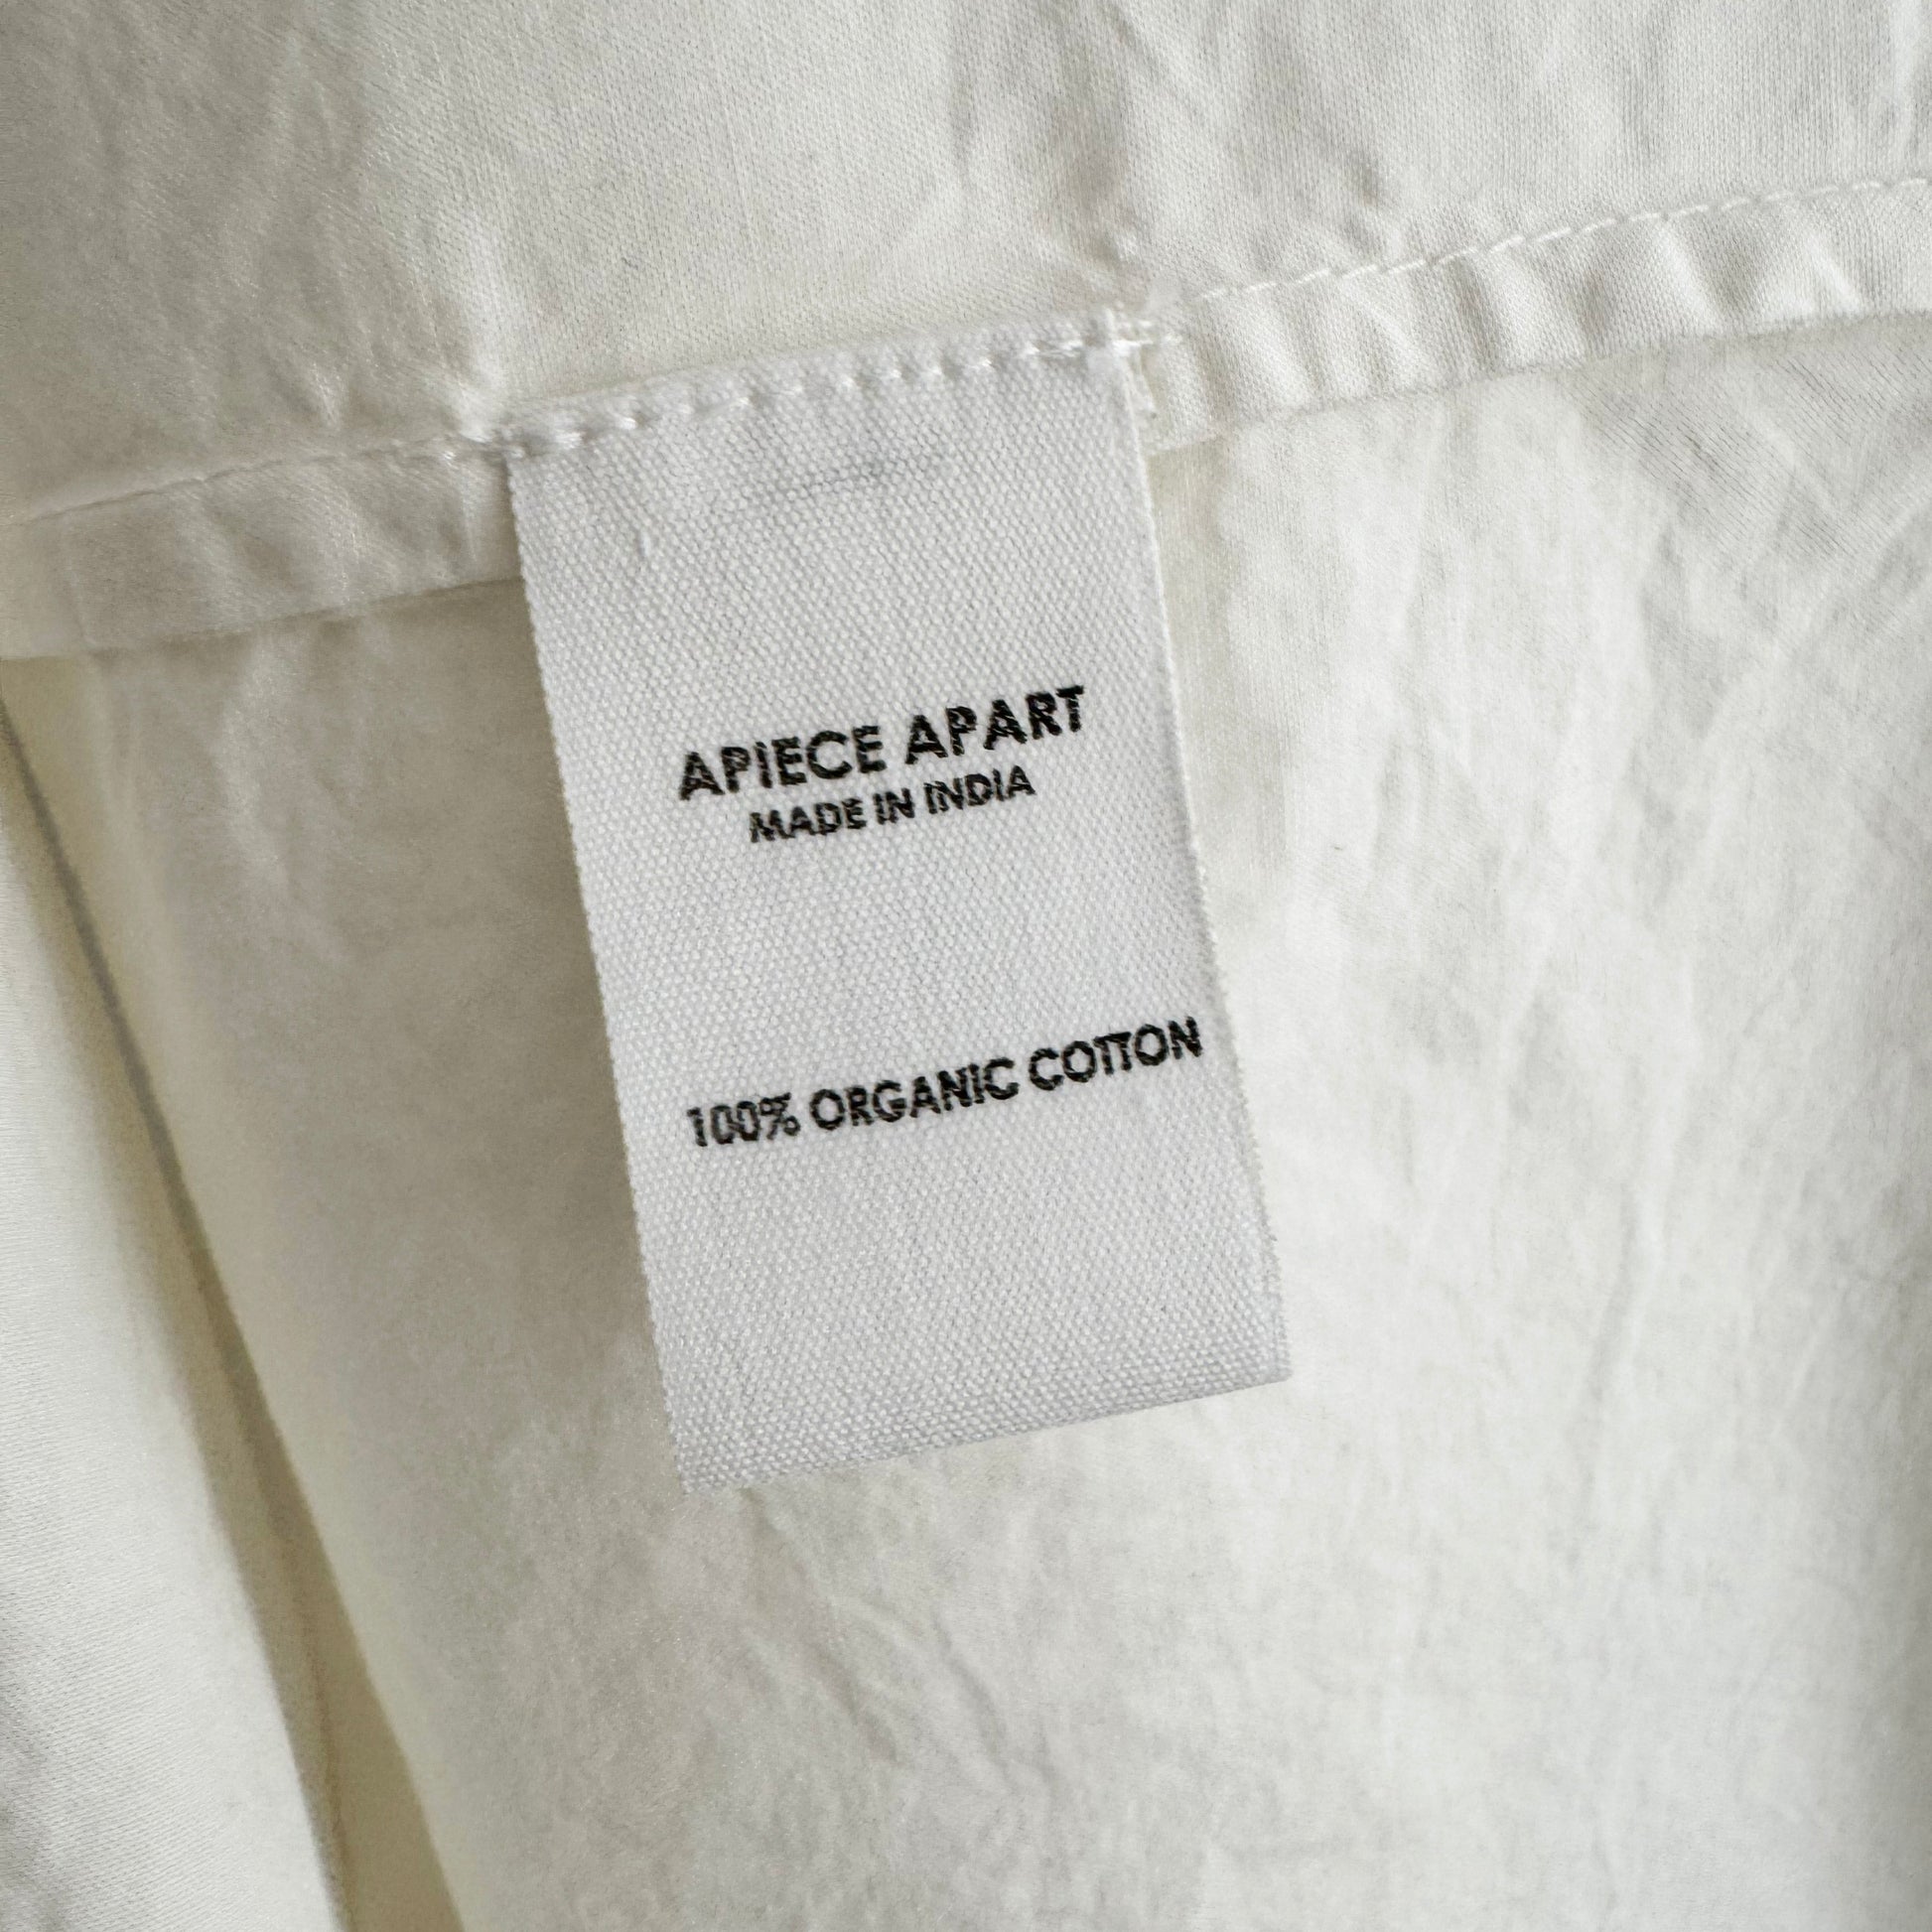 APIECE APART
MADE IN INDIA
100% ORGANIC COTTON